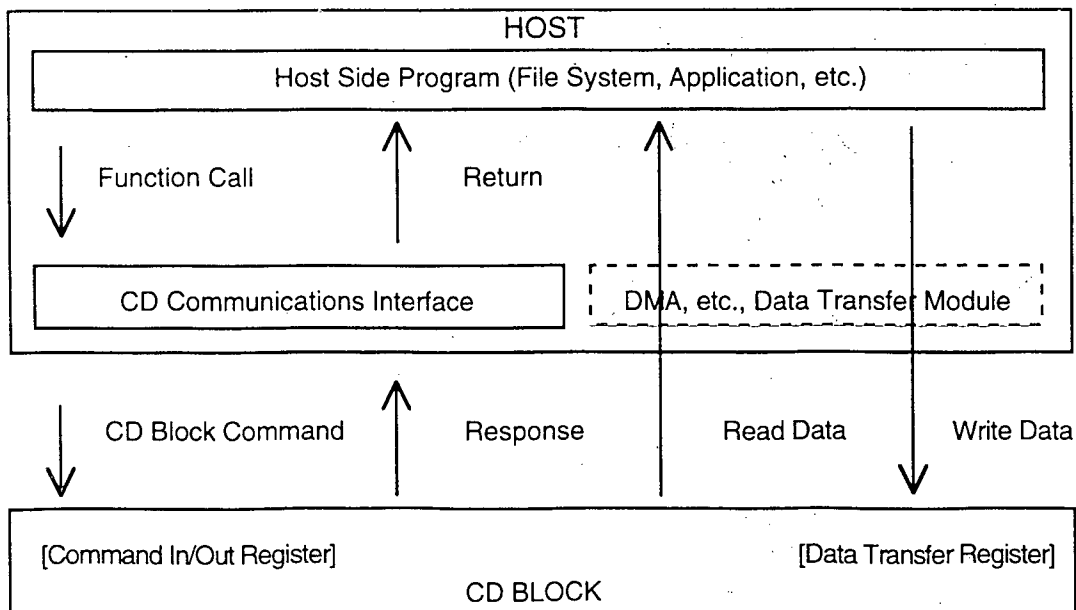 HOST
Host Side Program (File System, Application, etc.)
Function Call
Return
CD Communications Interface
DMA, etc., Data Transfer Module
CD Block Command
Response
Read Data
Write Data
[Command In/Out Register]
[Data Transfer Register]
CD BLOCK